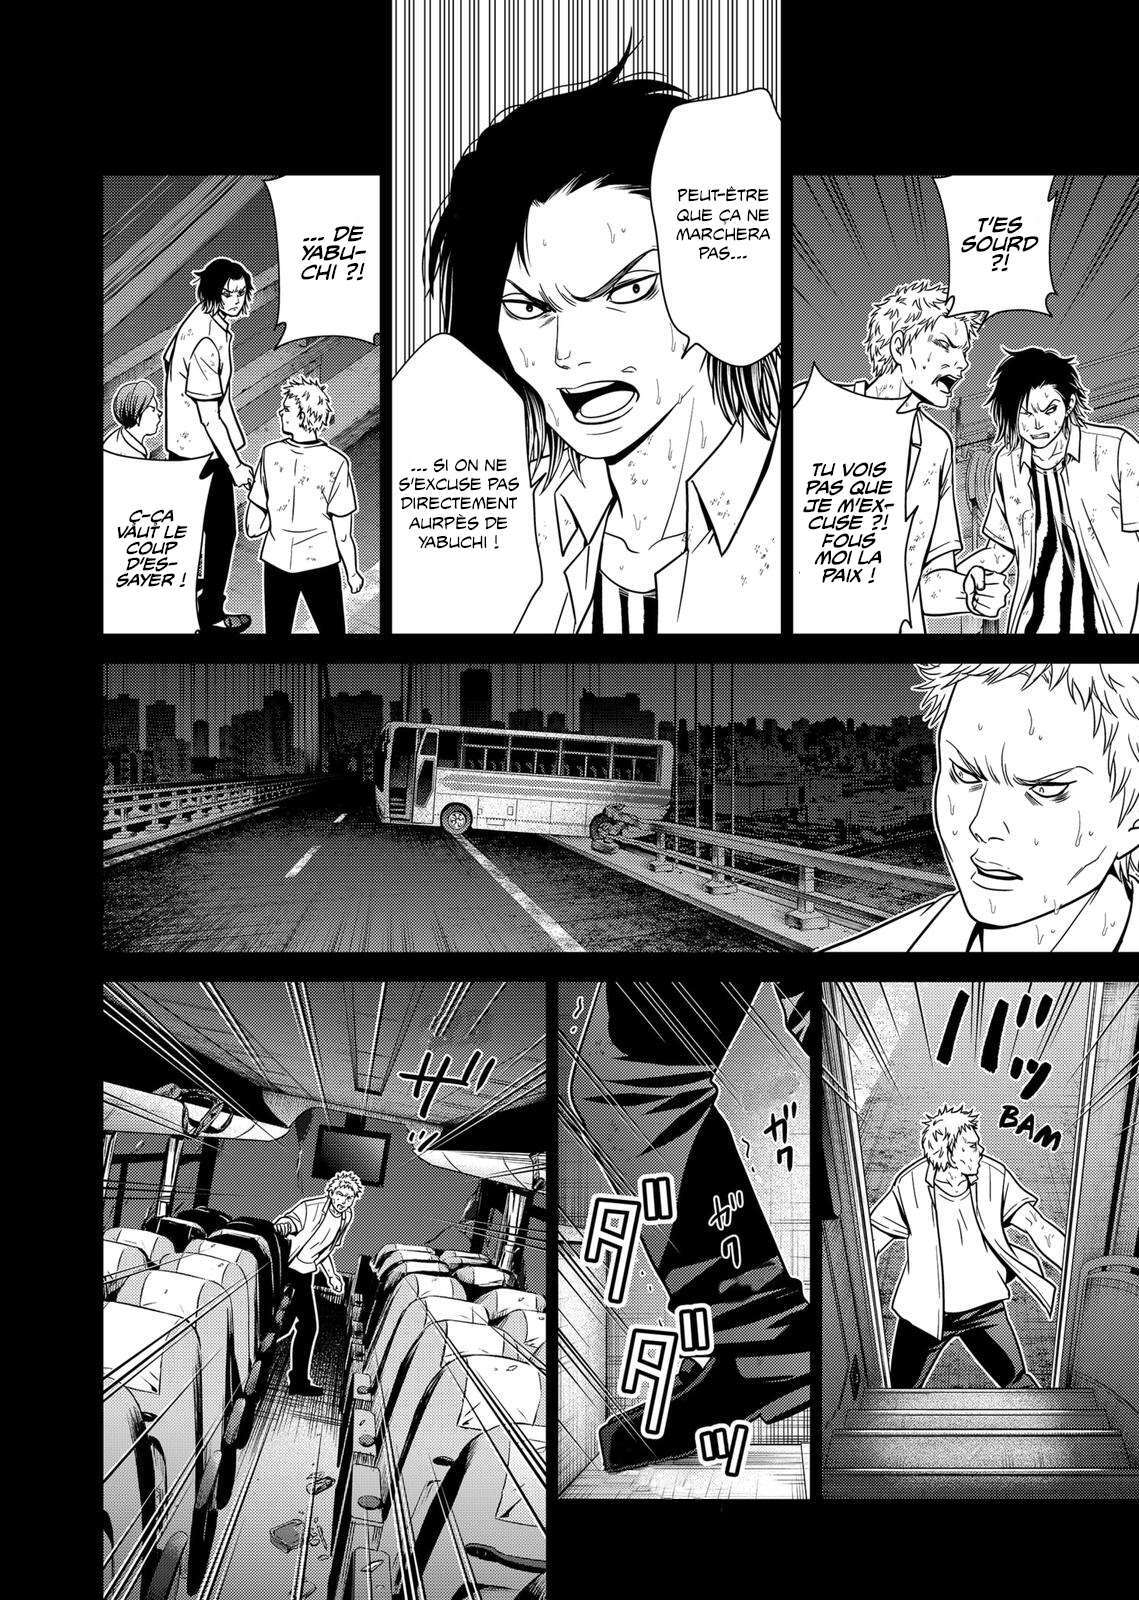 T'ES
SOURD
?!
TU VOIS
PAS QUE
JE M'EX-
CUSE ?!
FOUS
MOI LA
PAIX !
PEUT-ÊTRE
QUE ÇA NE
MARCHERA
PAS...
... SI ON NE
S'EXCUSE PAS
DIRECTEMENT
AURPÈS DE
YABUCHI !
... DE
YABU-
CHI ?!
Ç-ÇA
VAUT LE
COUP
D'ES-
SAYER !
バッ
BAM
ガク
ガク
ダダダッ
ザッ